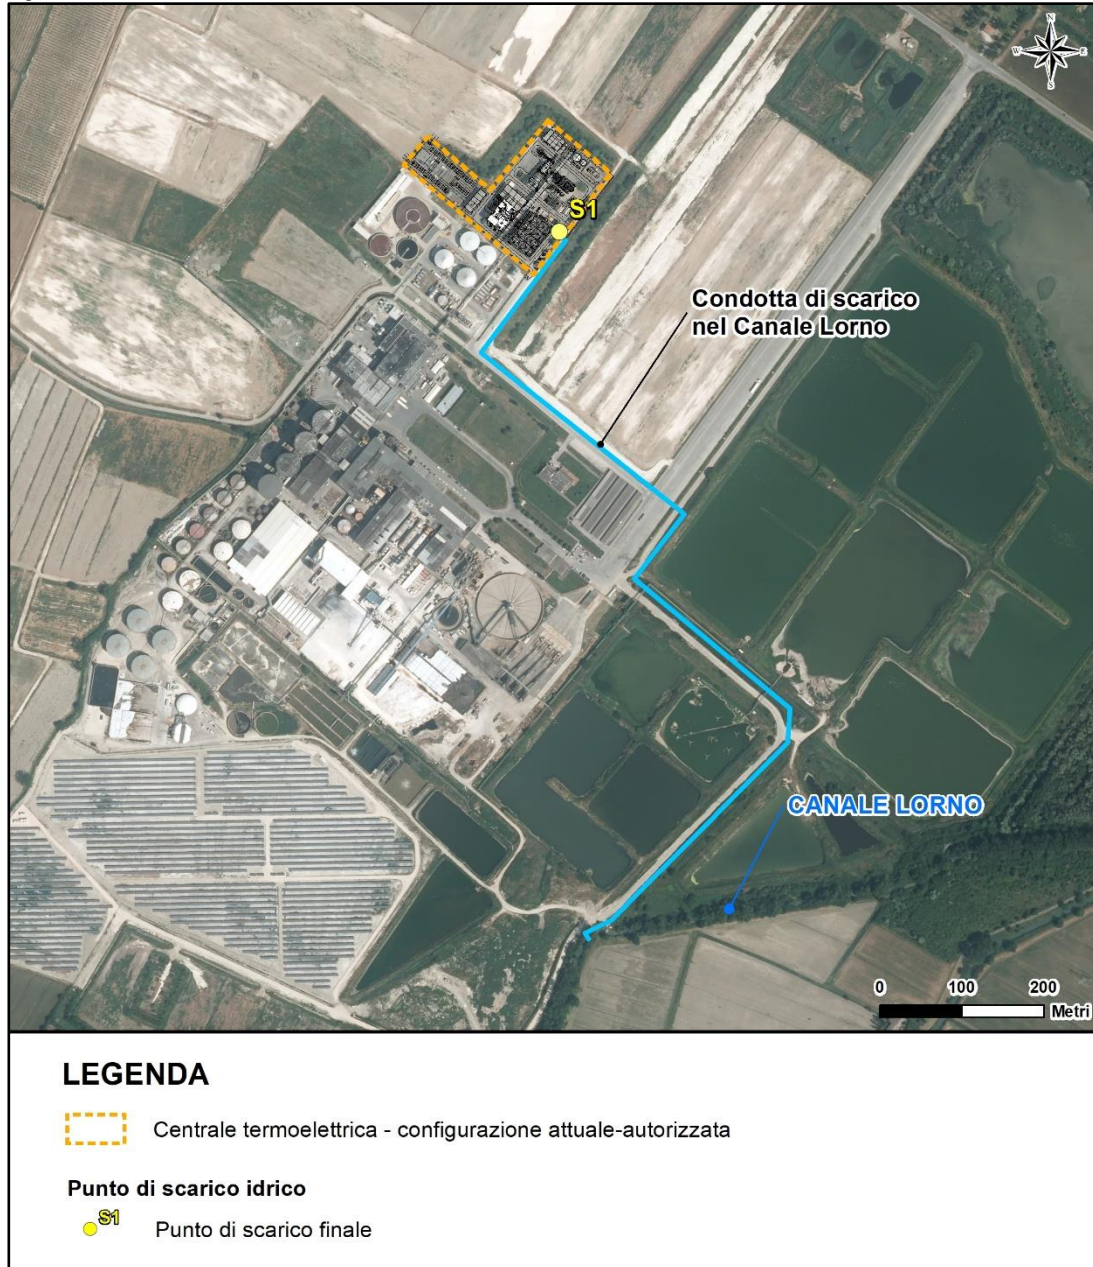 N
W E
S
S1
Condotta di scarico
nel Canale Lorno
CANALE LORNO
0 100 200
Metri
LEGENDA
Centrale termoelettrica - configurazione attuale-autorizzata
Punto di scarico idrico
S1
Punto di scarico finale